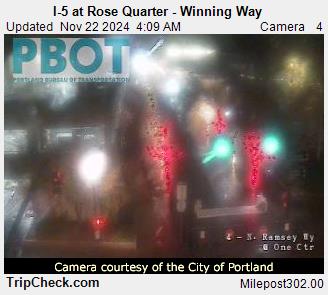 I-5 at Rose Quarter - Winning Way
Updated Nov 22 2024 4:09 AM Camera 4
PBOT
PORTLAND BUREAU OF TRANSPORTATION
4 - N. Ramsey Wy
@ One Ctr
Camera courtesy of the City of Portland
TripCheck.com Milepost302.00